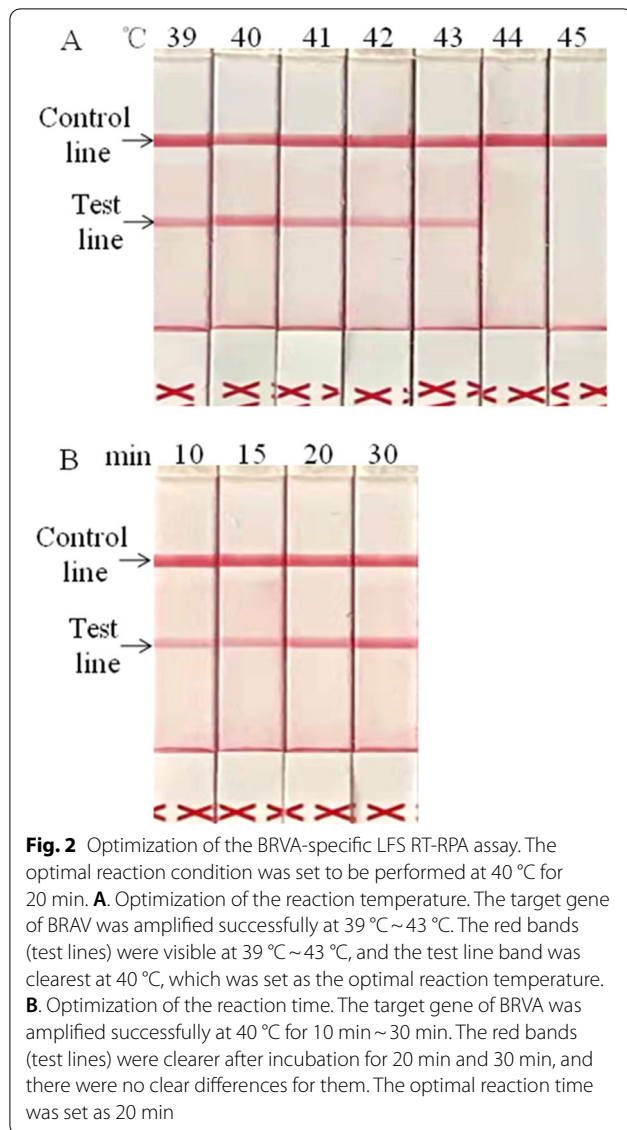 A ℃ 39 40 41 42 43 44 45
Control
line
Test
line
B min 10 15 20 30
Control
line
Test
line
Fig. 2 Optimization of the BRVA-specific LFS RT-RPA assay. The
optimal reaction condition was set to be performed at 40 °C for
20 min. A. Optimization of the reaction temperature. The target gene
of BRAV was amplified successfully at 39 °C ~ 43 °C. The red bands
(test lines) were visible at 39 °C ~ 43 °C, and the test line band was
clearest at 40 °C, which was set as the optimal reaction temperature.
B. Optimization of the reaction time. The target gene of BRVA was
amplified successfully at 40 °C for 10 min ~ 30 min. The red bands
(test lines) were clearer after incubation for 20 min and 30 min, and
there were no clear differences for them. The optimal reaction time
was set as 20 min